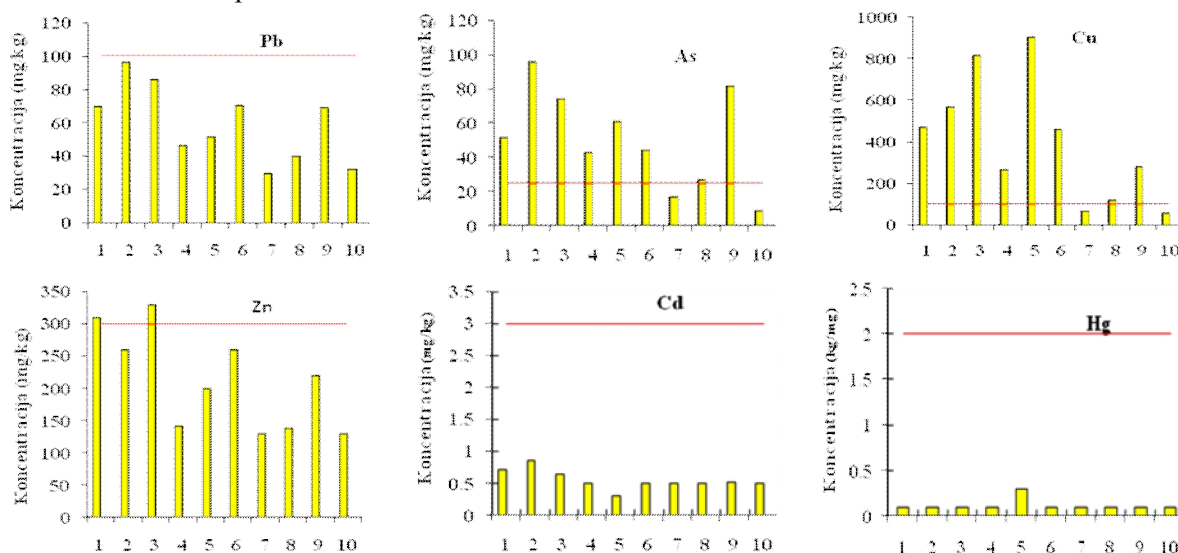 Pb
Koncentracija (mg/kg)
120
100
80
60
40
20
0
1 2 3 4 5 6 7 8 9 10
As
Koncentracija (mg/kg)
120
100
80
60
40
20
0
1 2 3 4 5 6 7 8 9 10
Cu
Koncentracija (mg/kg)
1000
800
600
400
200
0
1 2 3 4 5 6 7 8 9 10
Zn
Koncentracija (mg/kg)
350
300
250
200
150
100
50
0
1 2 3 4 5 6 7 8 9 10
Cd
Koncentracija (mg/kg)
3.5
3
2.5
2
1.5
1
0.5
0
1 2 3 4 5 6 7 8 9 10
Hg
Koncentracija (kg/mg)
2.5
2
1.5
1
0.5
0
1 2 3 4 5 6 7 8 9 10